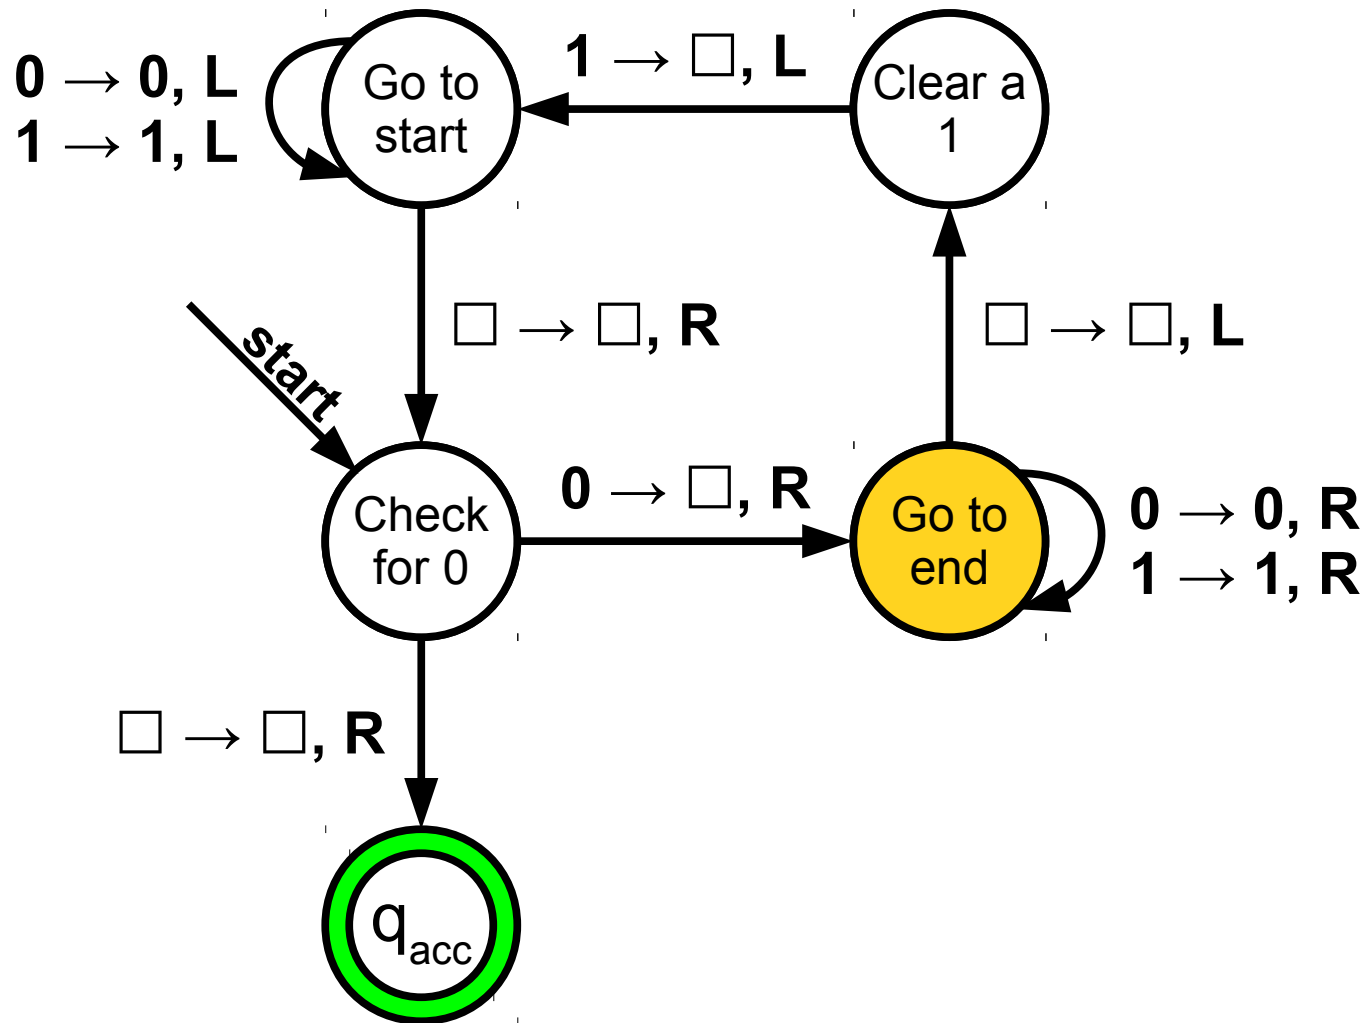 0 → 0, L
1 → 1, L
Go to
start
1 → □, L
Clear a
1
□ → □, R
□ → □, L
start
Check
for 0
0 → □, R
Go to
end
0 → 0, R
1 → 1, R
□ → □, R
qacc